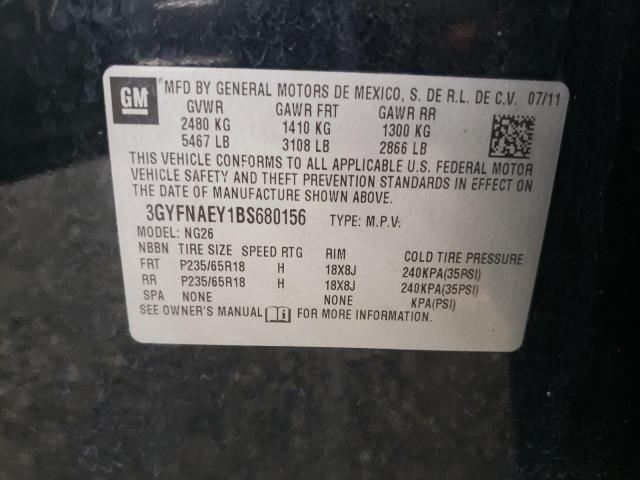 GM
MFD BY GENERAL MOTORS DE MEXICO, S. DE R.L. DE C.V. 07/11
GVWR GAWR FRT GAWR RR
2480 KG 1410 KG 1300 KG
5467 LB 3108 LB 2866 LB
THIS VEHICLE CONFORMS TO ALL APPLICABLE U.S. FEDERAL MOTOR
VEHICLE SAFETY AND THEFT PREVENTION STANDARDS IN EFFECT ON
THE DATE OF MANUFACTURE SHOWN ABOVE.
3GYFNAEY1BS680156 TYPE: M.P.V.
MODEL: NG26
NBBN TIRE SIZE SPEED RTG RIM COLD TIRE PRESSURE
FRT P235/65R18 H 18X8J 240KPA(35PSI)
RR P235/65R18 H 18X8J 240KPA(35PSI)
SPA NONE NONE KPA(PSI)
SEE OWNER'S MANUAL FOR MORE INFORMATION.